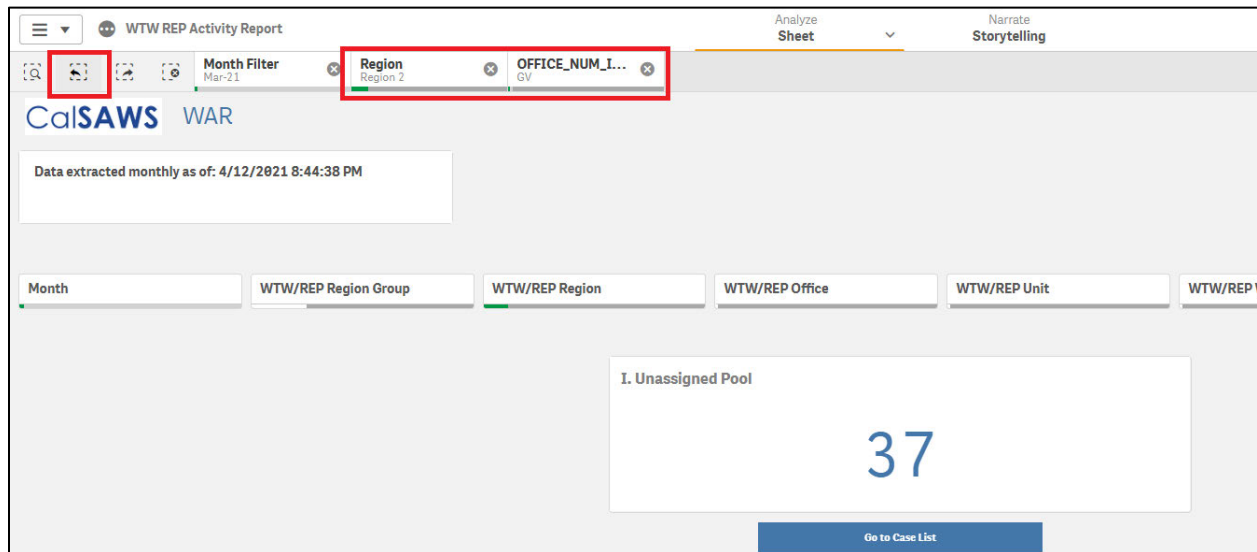 WTW REP Activity Report
Analyze
Sheet
Narrate
Storytelling
Month Filter
Mar-21
Region
Region 2
OFFICE_NUM_I...
GV
CalSAWS WAR
Data extracted monthly as of: 4/12/2021 8:44:38 PM
Month
WTW/REP Region Group
WTW/REP Region
WTW/REP Office
WTW/REP Unit
WTW/REP
I. Unassigned Pool
37
Go to Case List